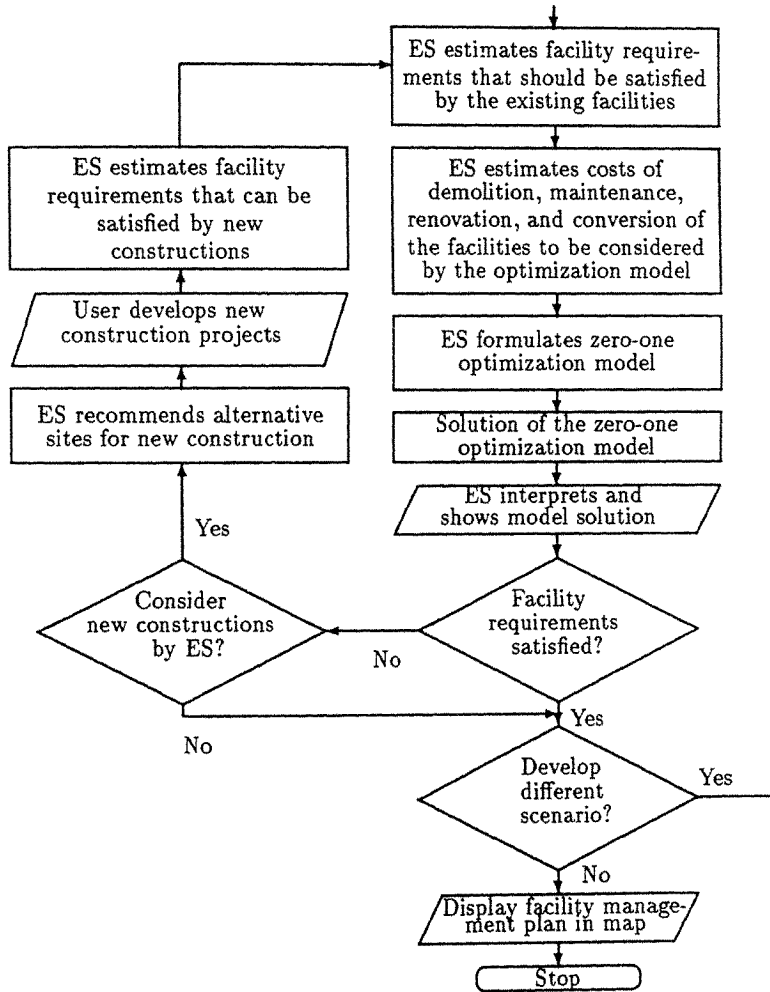 ES estimates facility require-
ments that should be satisfied
by the existing facilities
ES estimates facility
requirements that can be
satisfied by new
constructions
ES estimates costs of
demolition, maintenance,
renovation, and conversion of
the facilities to be considered
by the optimization model
User develops new
construction projects
ES formulates zero-one
optimization model
ES recommends alternative
sites for new construction
Solution of the zero-one
optimization model
ES interprets and
shows model solution
Yes
Consider
new constructions
by ES?
Facility
requirements
satisfied?
No
No
Yes
Develop
different
scenario?
Yes
No
Display facility manage-
ment plan in map
Stop